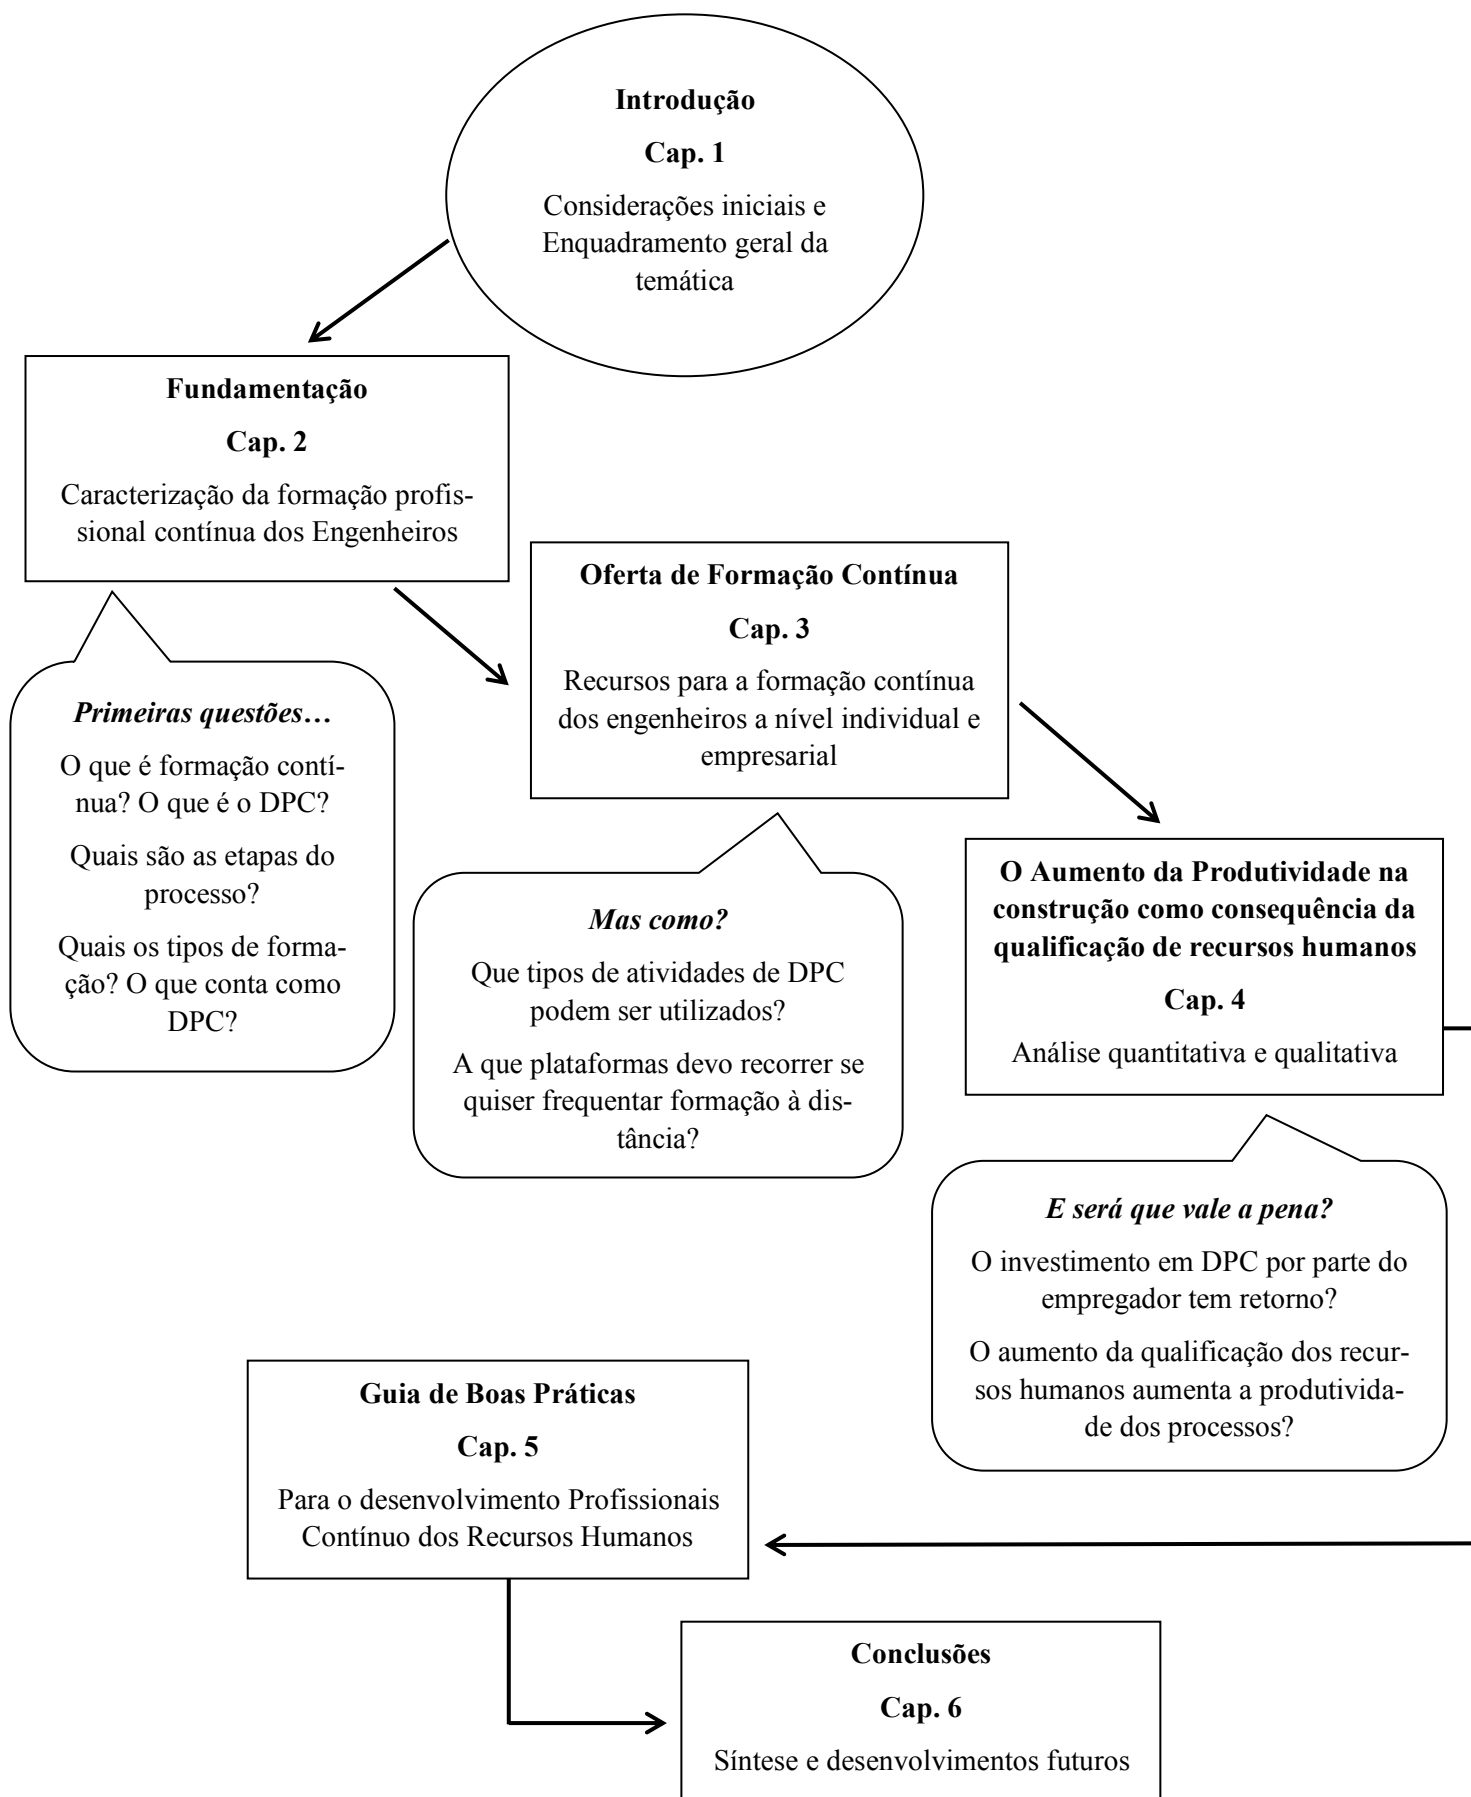 Introdução
Cap. 1
Considerações iniciais e
Enquadramento geral da
temática
Fundamentação
Cap. 2
Caracterização da formação profis-
sional contínua dos Engenheiros
Oferta de Formação Contínua
Cap. 3
Recursos para a formação contínua
dos engenheiros a nível individual e
empresarial
Primeiras questões…
O que é formação contí-
nua? O que é o DPC?
Quais são as etapas do
processo?
Quais os tipos de forma-
ção? O que conta como
DPC?
Mas como?
Que tipos de atividades de DPC
podem ser utilizados?
A que plataformas devo recorrer se
quiser frequentar formação à dis-
tância?
O Aumento da Produtividade na
construção como consequência da
qualificação de recursos humanos
Cap. 4
Análise quantitativa e qualitativa
E será que vale a pena?
O investimento em DPC por parte do
empregador tem retorno?
O aumento da qualificação dos recur-
sos humanos aumenta a produtivida-
de dos processos?
Guia de Boas Práticas
Cap. 5
Para o desenvolvimento Profissionais
Contínuo dos Recursos Humanos
Conclusões
Cap. 6
Síntese e desenvolvimentos futuros